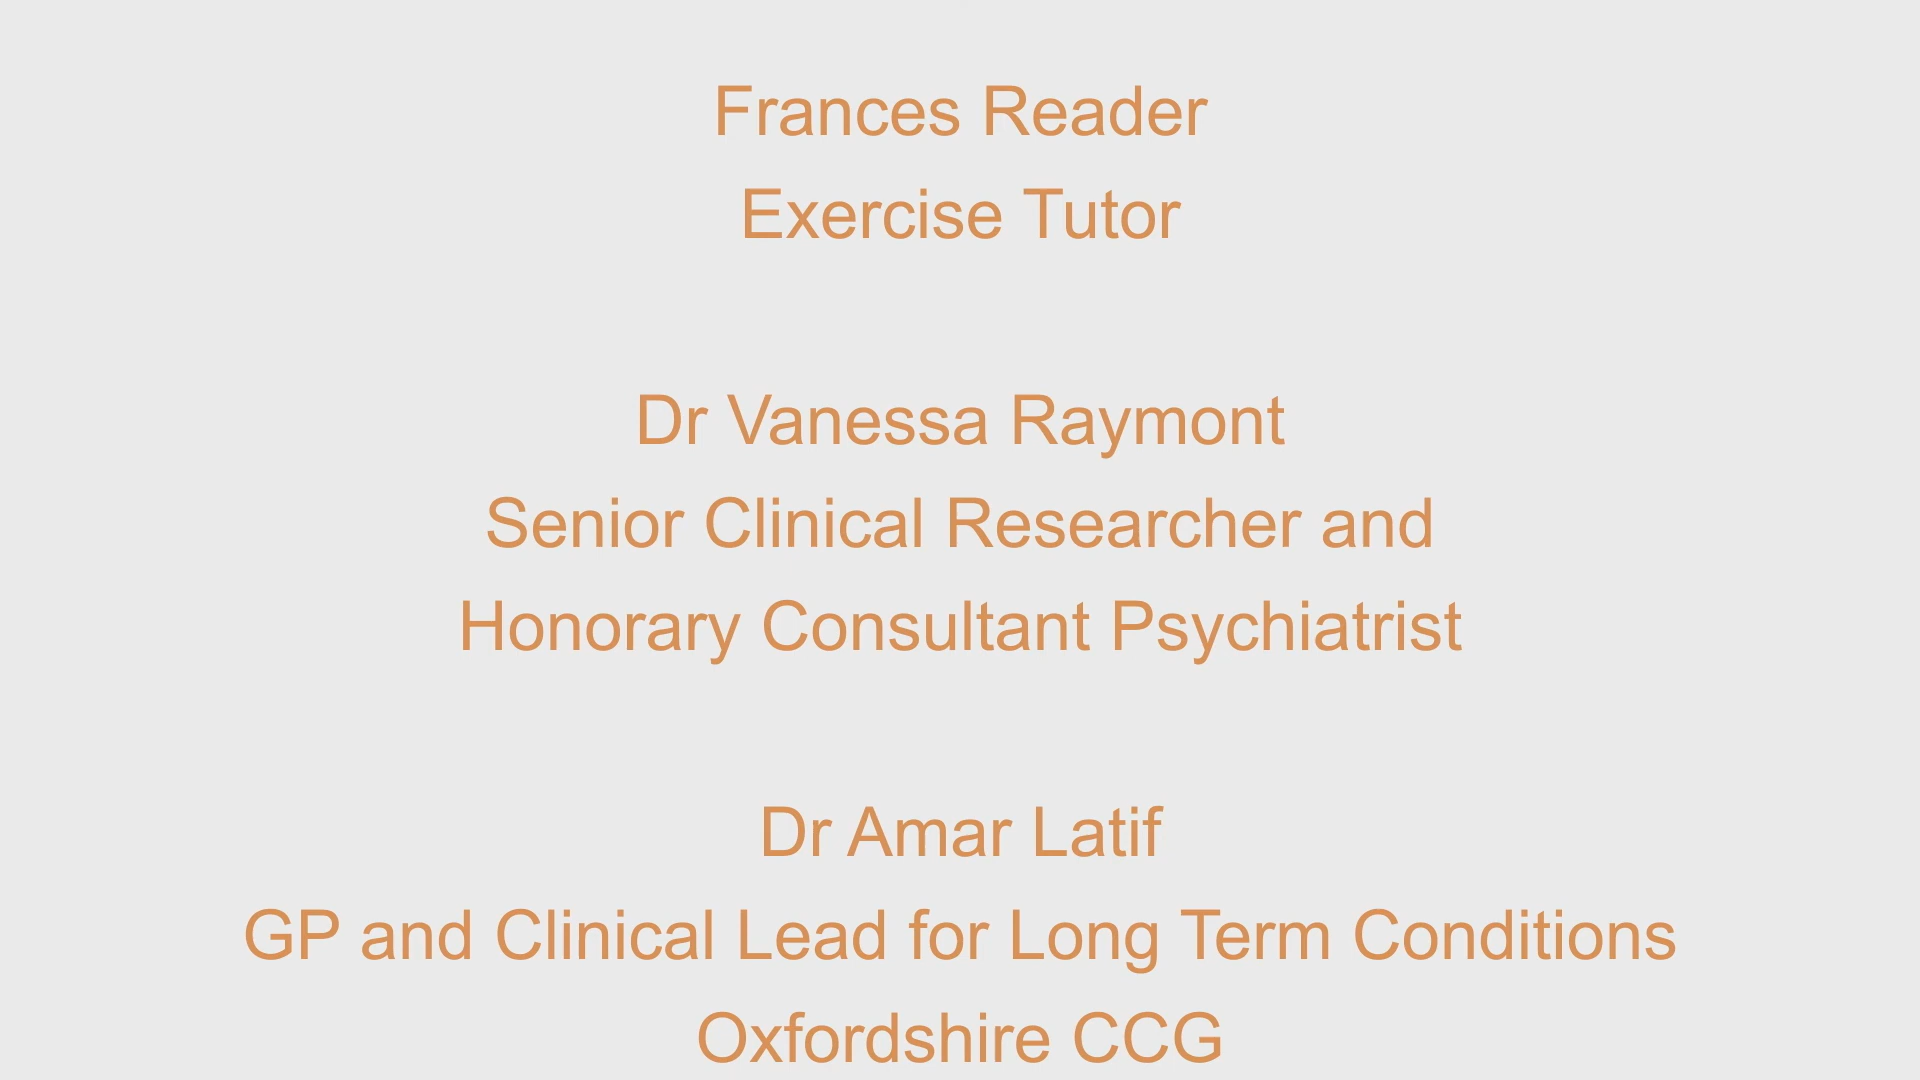 Frances Reader
Exercise Tutor
Dr Vanessa Raymont
Senior Clinical Researcher and
Honorary Consultant Psychiatrist
Dr Amar Latif
GP and Clinical Lead for Long Term Conditions
Oxfordshire CCG